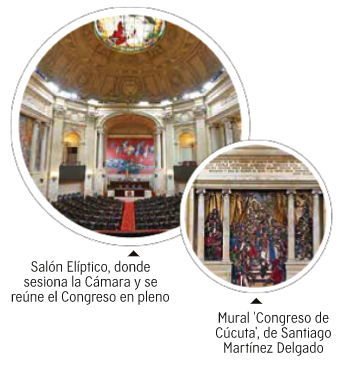 Salón Elíptico, donde
sesiona la Cámara y se
reúne el Congreso en pleno
Mural 'Congreso de
Cúcuta', de Santiago
Martínez Delgado